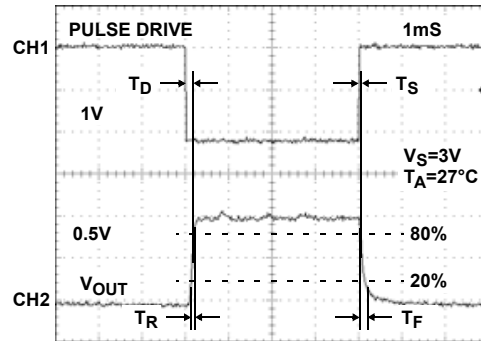 PULSE DRIVE 1mS
CH1
TD TS
1V
VS=3V
TA=27°C
0.5V 80%
VOUT 20%
CH2
TR TF